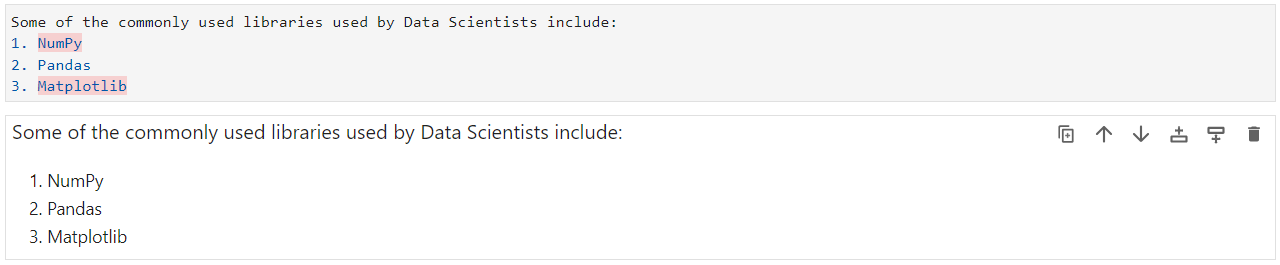 Some of the commonly used libraries used by Data Scientists include:
1. NumPy
2. Pandas
3. Matplotlib
Some of the commonly used libraries used by Data Scientists include:
1. NumPy
2. Pandas
3. Matplotlib